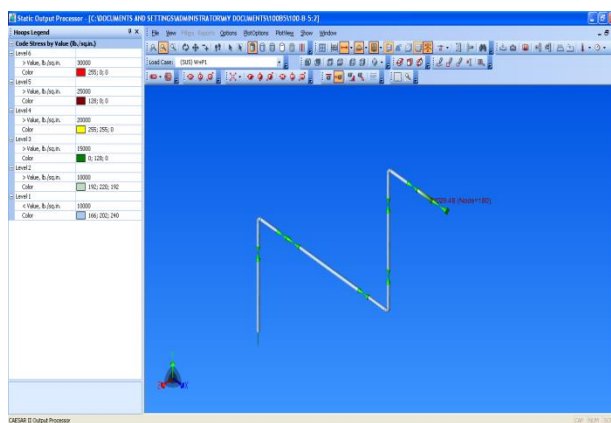 Static Output Processor - [C:\DOCUMENTS AND SETTINGS\ADMINISTRATOR\MY DOCUMENTS\100BS\100-B-S:2]
Hoops Legend
File View Filters Reports Options PlotOptions PlotView Show Window
Code Stress by Value (lb./sq.in.)
Load Case: (SUS) W+P1
Level 6
> Value, lb./sq.in. 30000
Color 255; 0; 0
Level 5
> Value, lb./sq.in. 25000
Color 128; 0; 0
Level 4
> Value, lb./sq.in. 20000
Color 255; 255; 0
Level 3
> Value, lb./sq.in. 15000
Color 0; 128; 0
Level 2
> Value, lb./sq.in. 10000
Color 192; 220; 192
Level 1
< Value, lb./sq.in. 10000
Color 166; 202; 240
(Node=180)
Y
Z
X
CAESAR II Output Processor
CAP NUM